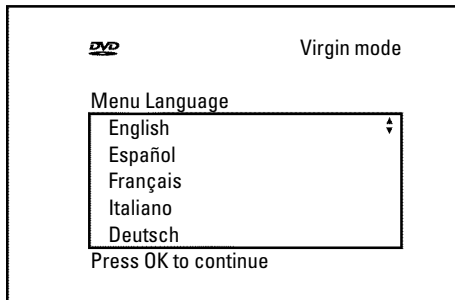 DVD Virgin mode
Menu Language
English
Español
Français
Italiano
Deutsch
Press OK to continue